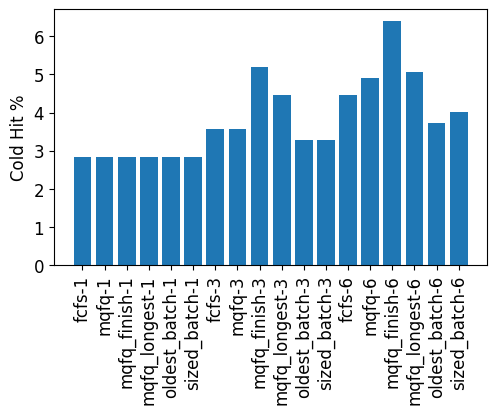 Cold Hit %
6
5
4
3
2
1
0
fcfs-1
mqfq-1
mqfq_finish-1
mqfq_longest-1
oldest_batch-1
sized_batch-1
fcfs-3
mqfq-3
mqfq_finish-3
mqfq_longest-3
oldest_batch-3
sized_batch-3
fcfs-6
mqfq-6
mqfq_finish-6
mqfq_longest-6
oldest_batch-6
sized_batch-6